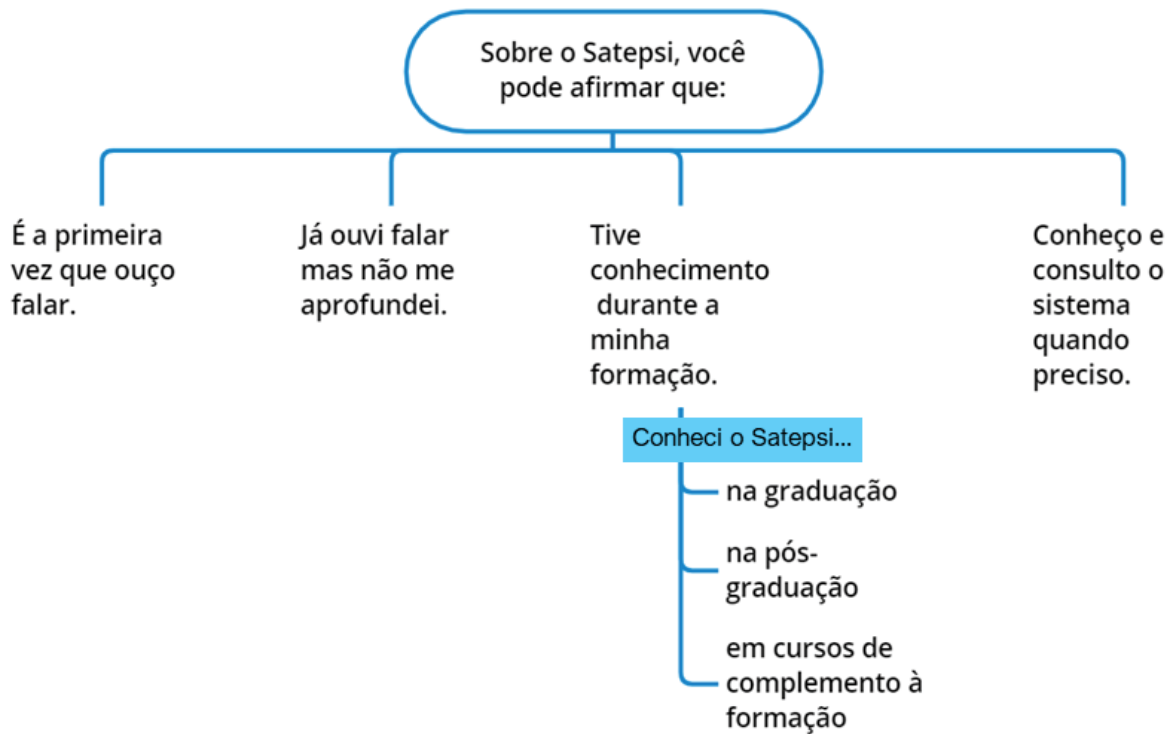 Sobre o Satepsi, você
pode afirmar que:
É a primeira
vez que ouço
falar.
Já ouvi falar
mas não me
aprofundei.
Tive
conhecimento
durante a
minha
formação.
Conheço e
consulto o
sistema
quando
preciso.
Conheci o Satepsi...
na graduação
na pós-
graduação
em cursos de
complemento à
formação